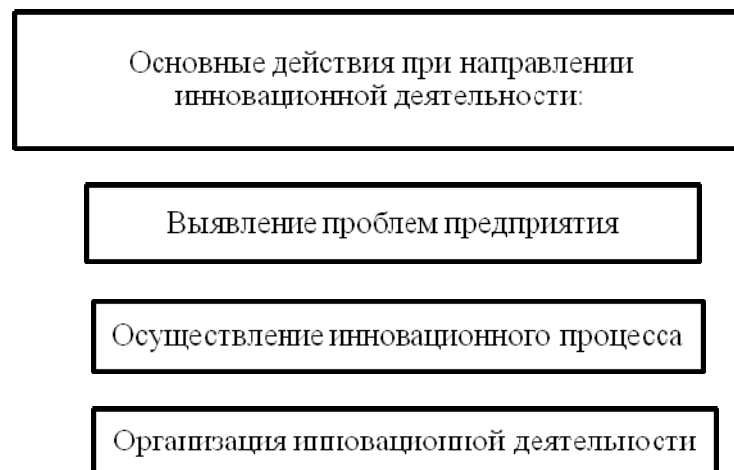 Основные действия при направлении
инновационной деятельности:
Выявление проблем предприятия
Осуществление инновационного процесса
Организация инновационной деятельности